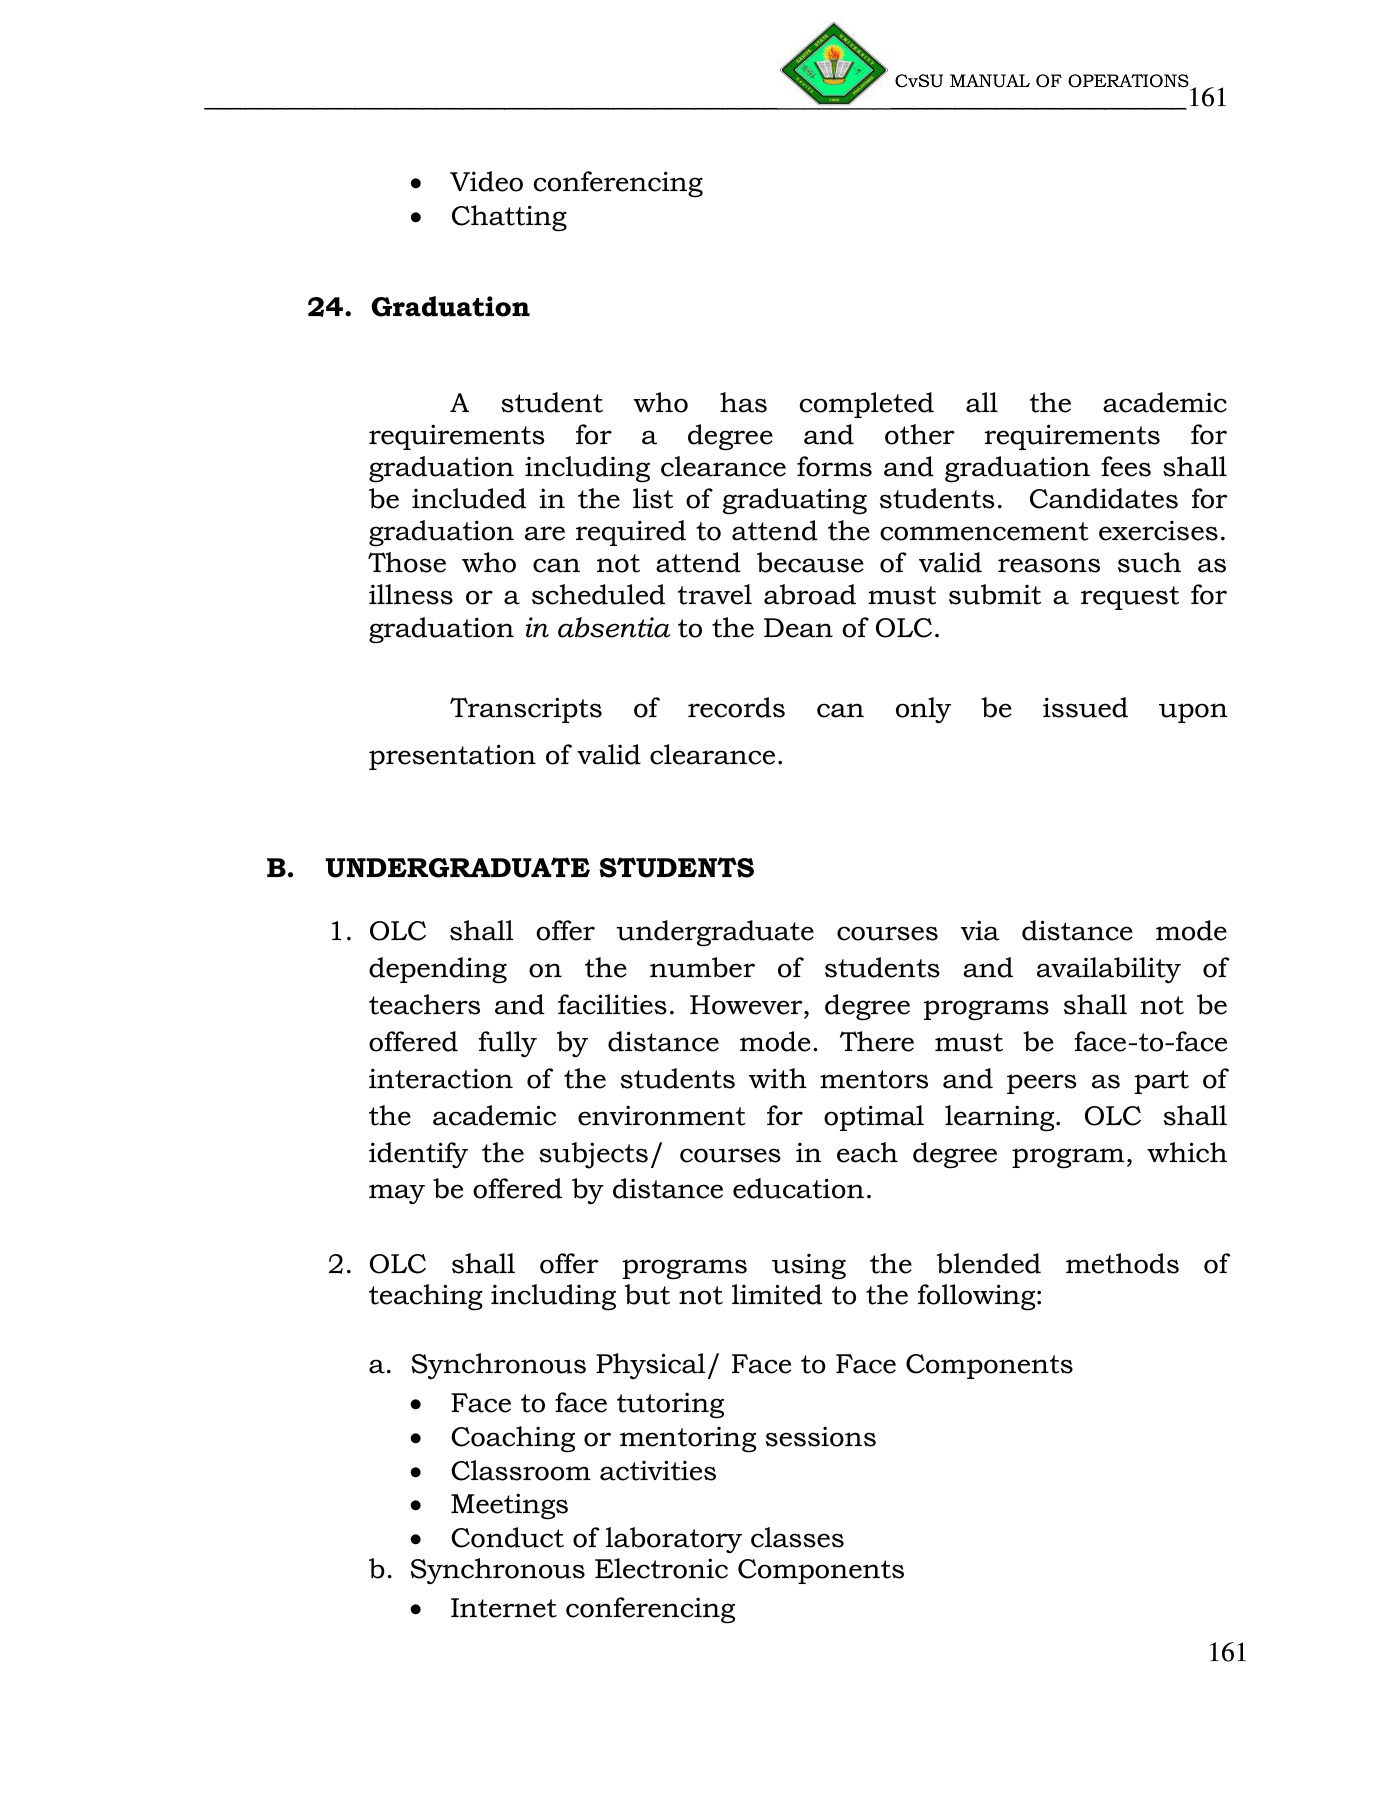 CvSU MANUAL OF OPERATIONS 161
• Video conferencing
• Chatting
24. Graduation
A student who has completed all the academic
requirements for a degree and other requirements for
graduation including clearance forms and graduation fees shall
be included in the list of graduating students. Candidates for
graduation are required to attend the commencement exercises.
Those who can not attend because of valid reasons such as
illness or a scheduled travel abroad must submit a request for
graduation in absentia to the Dean of OLC.
Transcripts of records can only be issued upon
presentation of valid clearance.
B. UNDERGRADUATE STUDENTS
1. OLC shall offer undergraduate courses via distance mode
depending on the number of students and availability of
teachers and facilities. However, degree programs shall not be
offered fully by distance mode. There must be face-to-face
interaction of the students with mentors and peers as part of
the academic environment for optimal learning. OLC shall
identify the subjects/ courses in each degree program, which
may be offered by distance education.
2. OLC shall offer programs using the blended methods of
teaching including but not limited to the following:
a. Synchronous Physical/ Face to Face Components
• Face to face tutoring
• Coaching or mentoring sessions
• Classroom activities
• Meetings
• Conduct of laboratory classes
b. Synchronous Electronic Components
• Internet conferencing
161